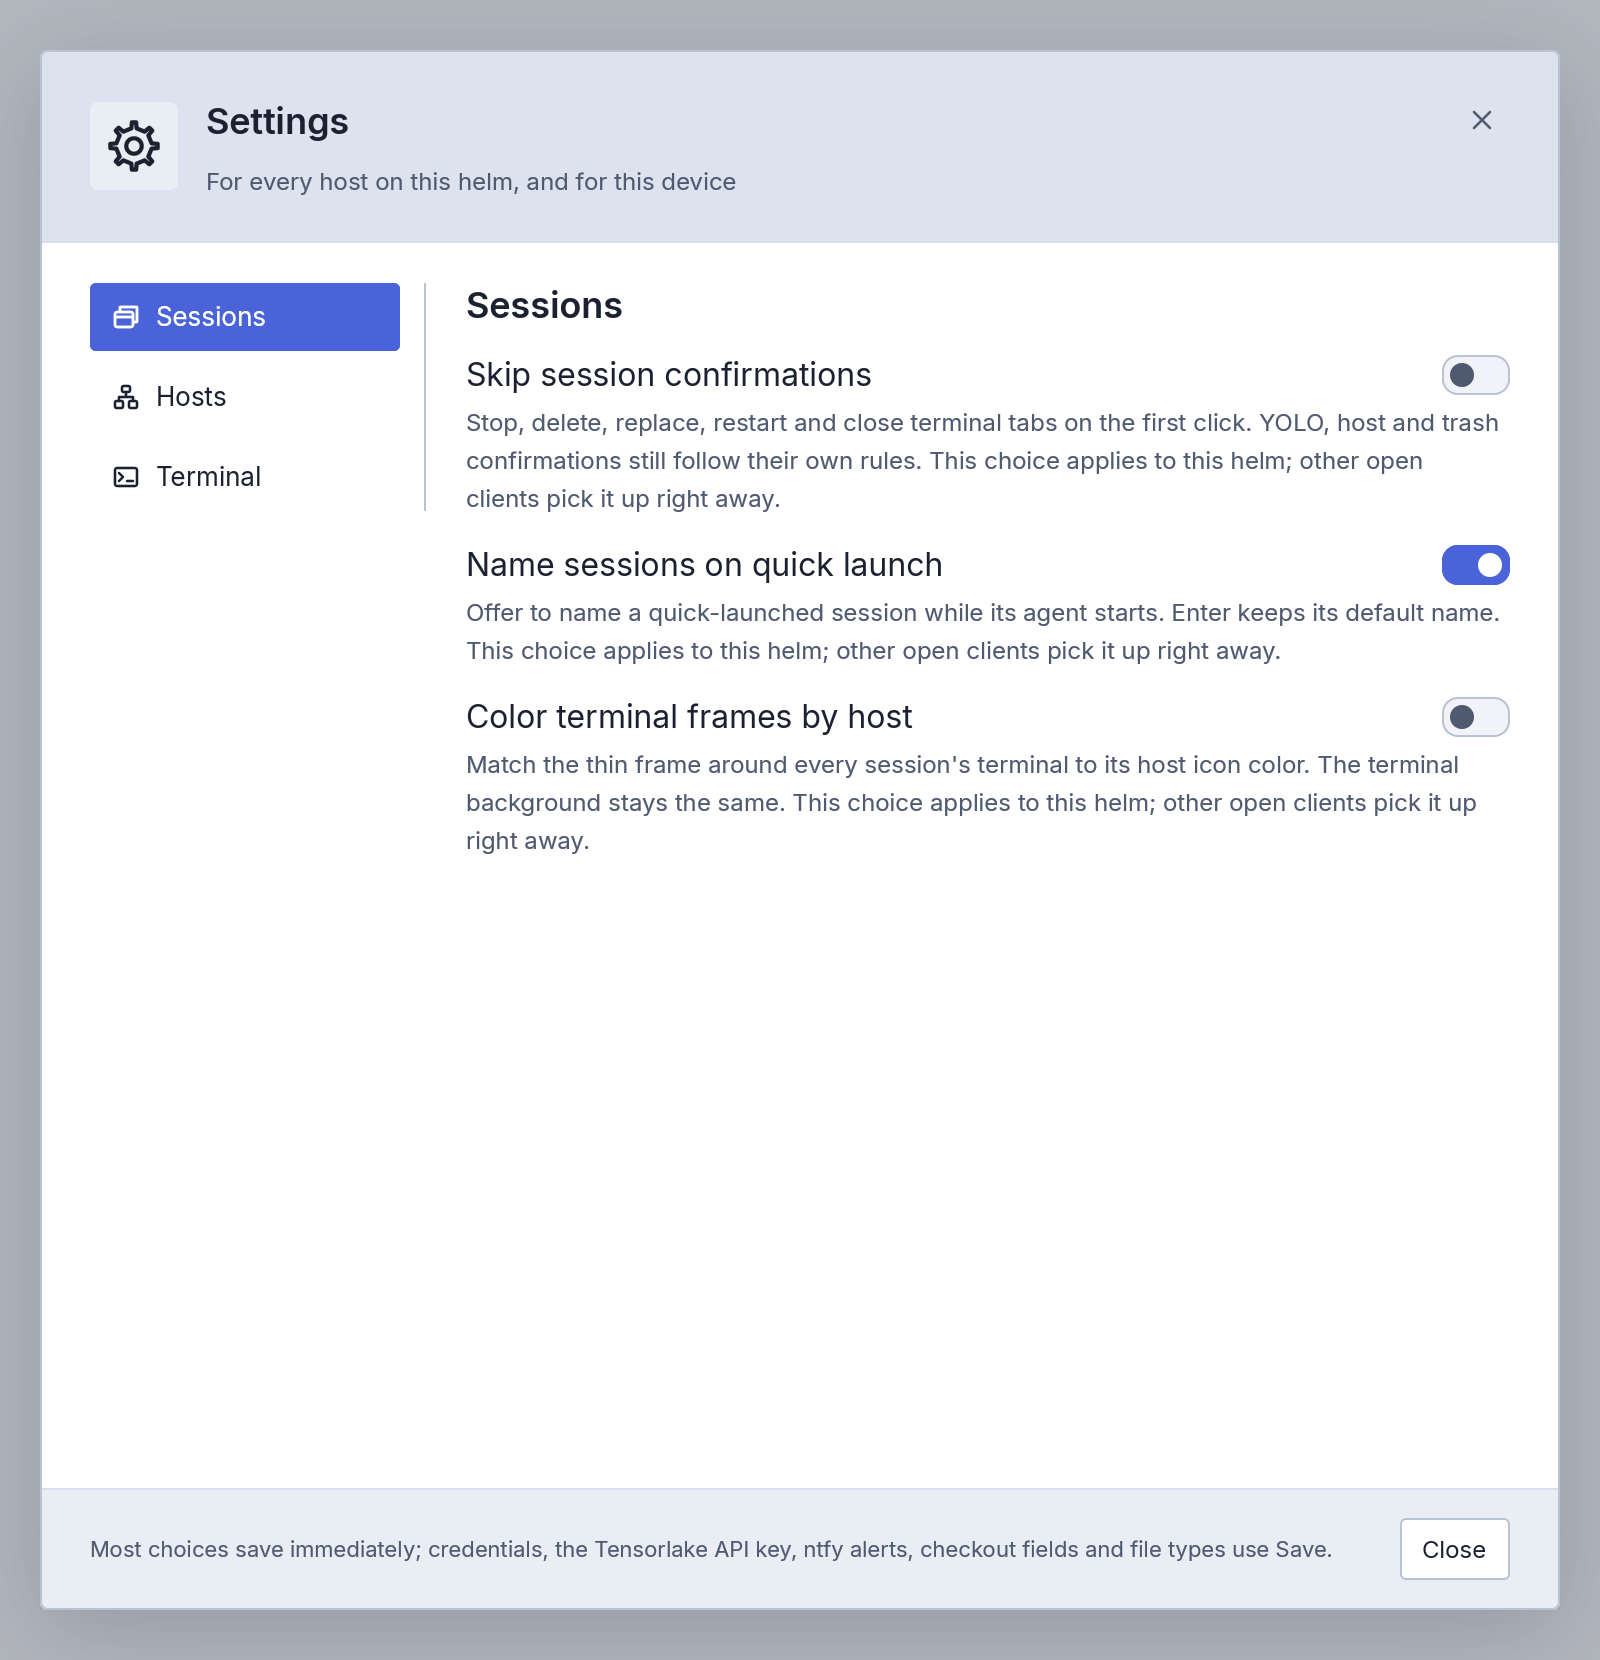 Settings
For every host on this helm, and for this device
Sessions
Hosts
Terminal
Sessions
Skip session confirmations
Stop, delete, replace, restart and close terminal tabs on the first click. YOLO, host and trash
confirmations still follow their own rules. This choice applies to this helm; other open
clients pick it up right away.
Name sessions on quick launch
Offer to name a quick-launched session while its agent starts. Enter keeps its default name.
This choice applies to this helm; other open clients pick it up right away.
Color terminal frames by host
Match the thin frame around every session's terminal to its host icon color. The terminal
background stays the same. This choice applies to this helm; other open clients pick it up
right away.
Most choices save immediately; credentials, the Tensorlake API key, ntfy alerts, checkout fields and file types use Save.
Close